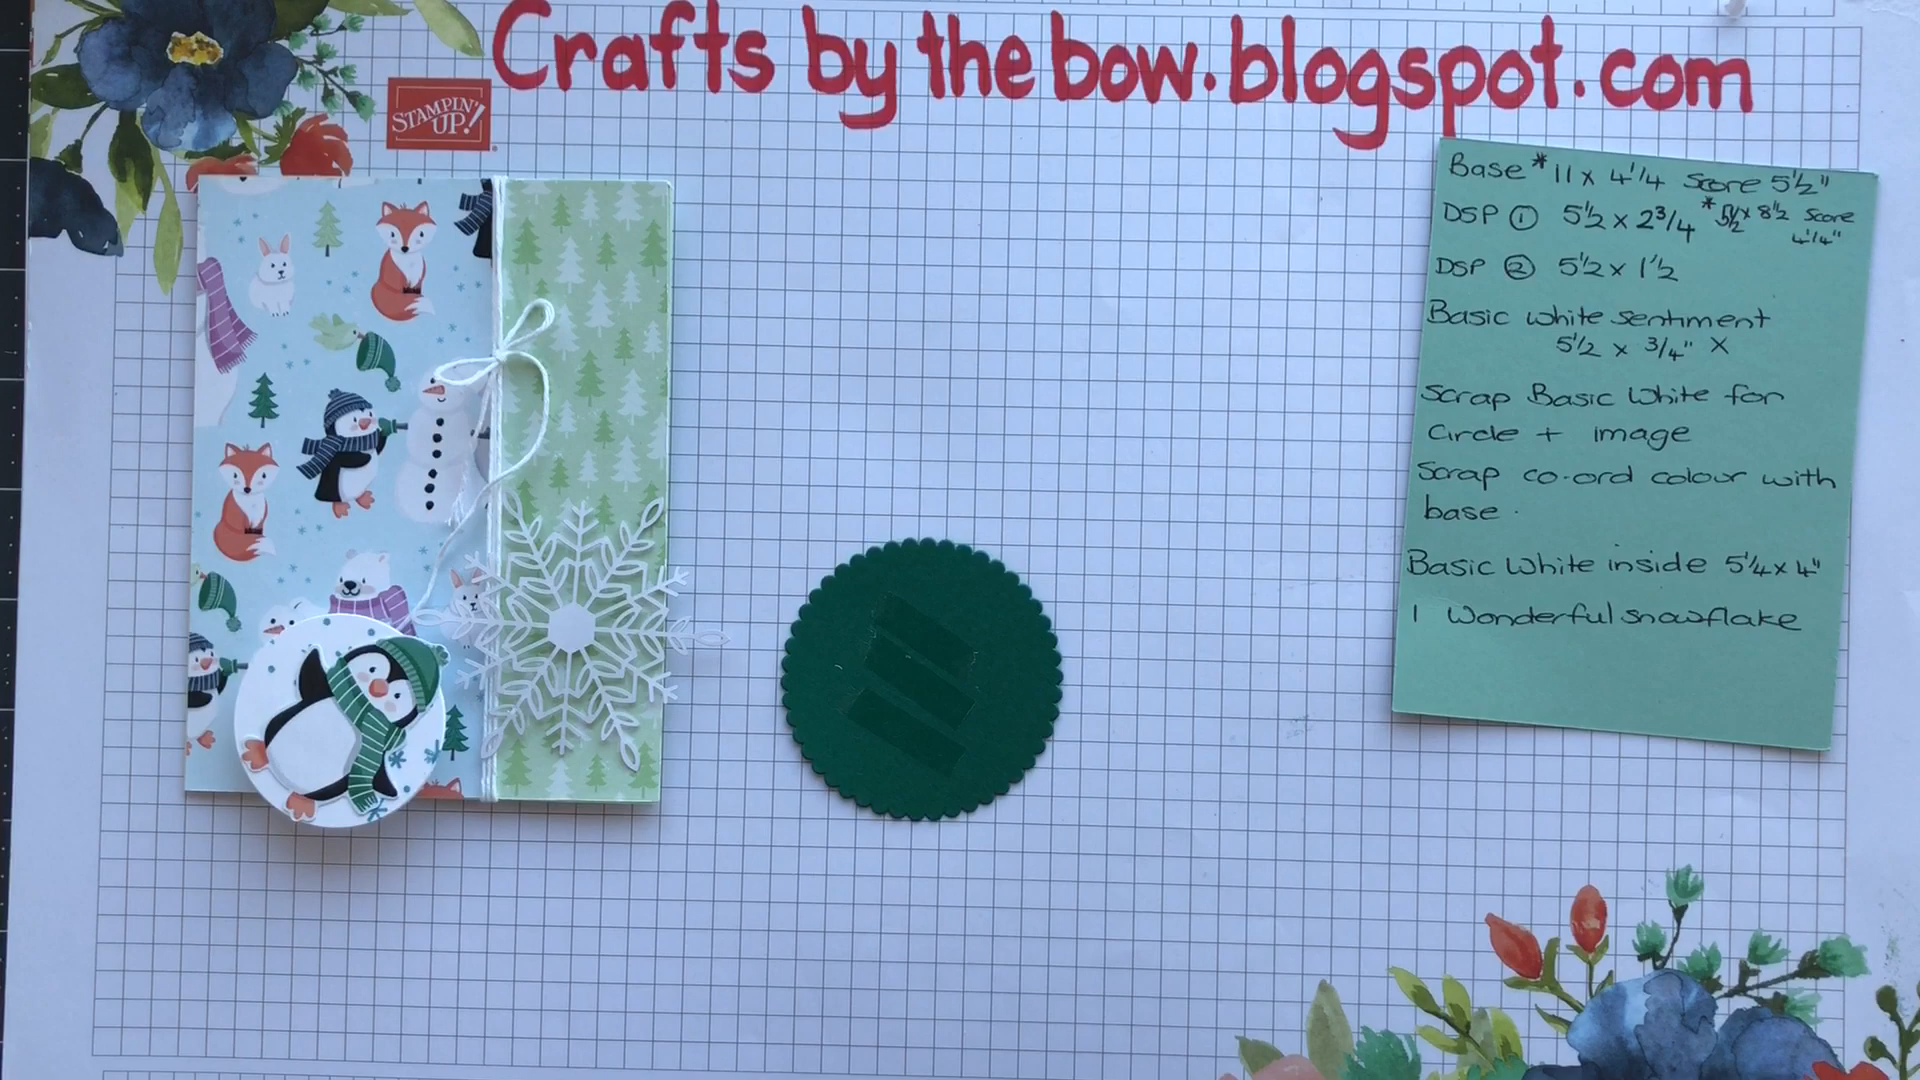 Crafts by the bow.blogspot.com
STAMPIN'
UP!
Base * 11 x 4 1/4 Score 5 1/2"
DSP ① 5 1/2 x 2 3/4 * 5 1/2 x 8 1/2 Score
4 1/4"
DSP ② 5 1/2 x 1 1/2
Basic White sentiment
5 1/2 x 3/4" X
Scrap Basic White for
Circle + image
Scrap co-ord colour with
base.
Basic White inside 5 1/4 x 4"
1 Wonderful snowflake